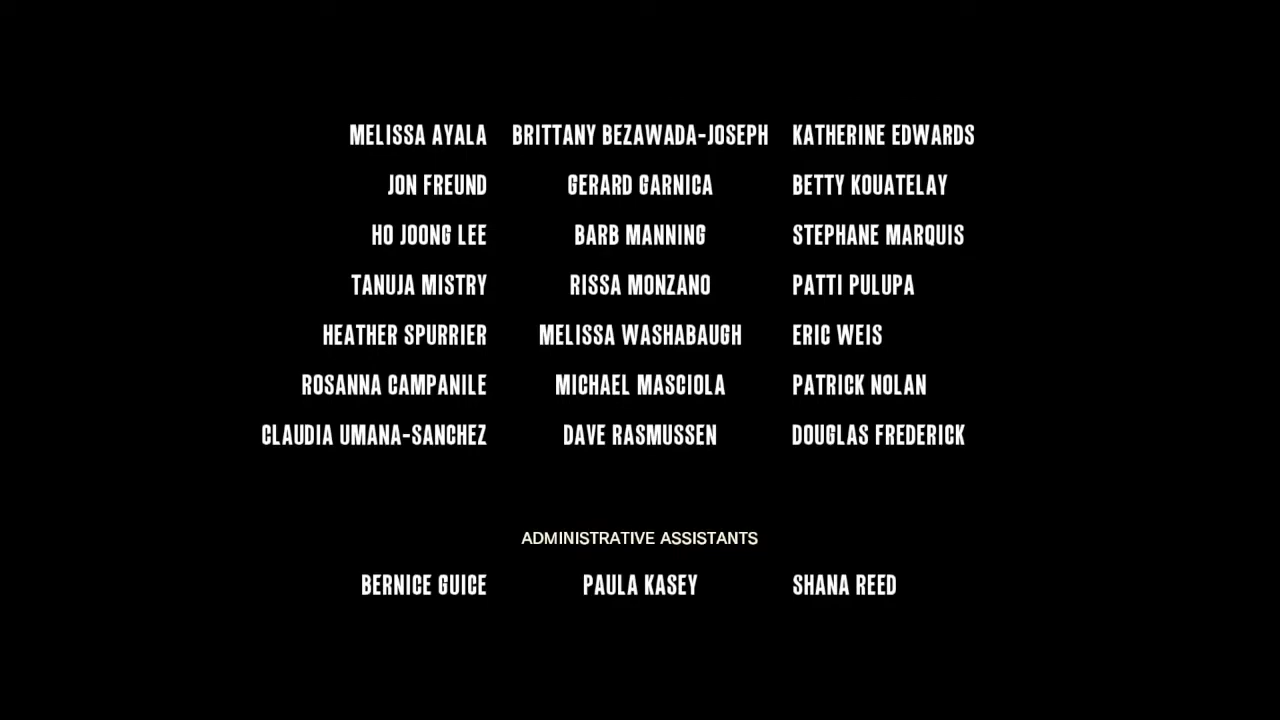 MELISSA AYALA BRITTANY BEZAWADA-JOSEPH KATHERINE EDWARDS
JON FREUND GERARD GARNICA BETTY KOUATELAY
HO JOONG LEE BARB MANNING STEPHANE MARQUIS
TANUJA MISTRY RISSA MONZANO PATTI PULUPA
HEATHER SPURRIER MELISSA WASHABAUGH ERIC WEIS
ROSANNA CAMPANILE MICHAEL MASCIOLA PATRICK NOLAN
CLAUDIA UMANA-SANCHEZ DAVE RASMUSSEN DOUGLAS FREDERICK
ADMINISTRATIVE ASSISTANTS
BERNICE GUICE PAULA KASEY SHANA REED